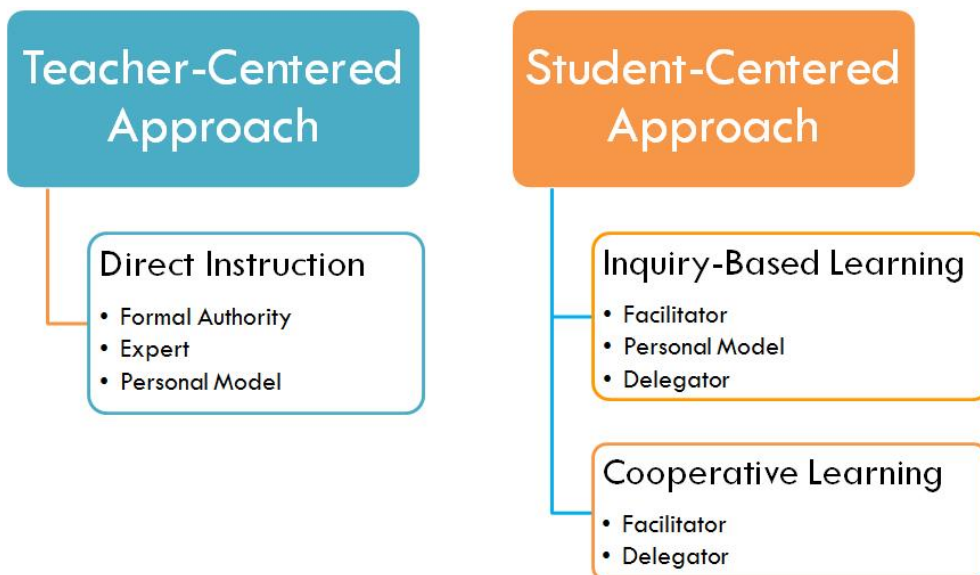 Teacher-Centered
Approach
Direct Instruction
• Formal Authority
• Expert
• Personal Model
Student-Centered
Approach
Inquiry-Based Learning
• Facilitator
• Personal Model
• Delegator
Cooperative Learning
• Facilitator
• Delegator